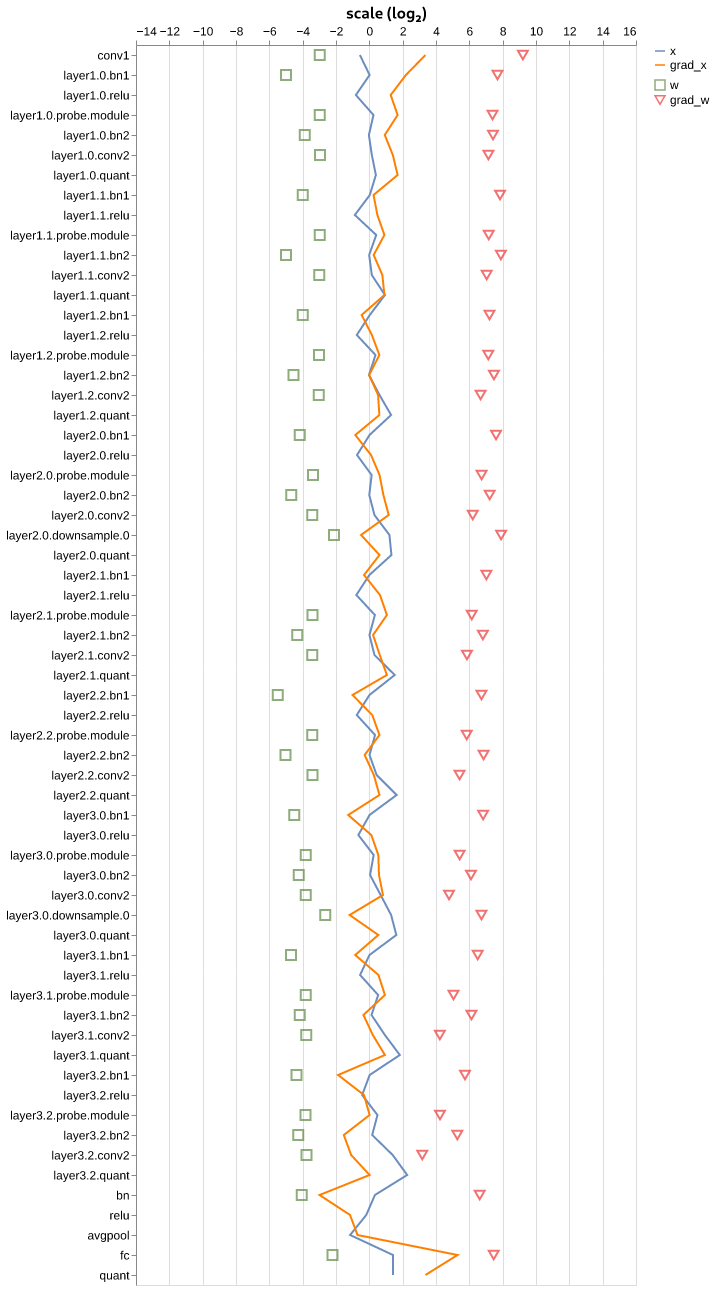 scale (log₂)
−14 −12 −10 −8 −6 −4 −2 0 2 4 6 8 10 12 14 16
x
grad_x
w
grad_w
conv1
layer1.0.bn1
layer1.0.relu
layer1.0.probe.module
layer1.0.bn2
layer1.0.conv2
layer1.0.quant
layer1.1.bn1
layer1.1.relu
layer1.1.probe.module
layer1.1.bn2
layer1.1.conv2
layer1.1.quant
layer1.2.bn1
layer1.2.relu
layer1.2.probe.module
layer1.2.bn2
layer1.2.conv2
layer1.2.quant
layer2.0.bn1
layer2.0.relu
layer2.0.probe.module
layer2.0.bn2
layer2.0.conv2
layer2.0.downsample.0
layer2.0.quant
layer2.1.bn1
layer2.1.relu
layer2.1.probe.module
layer2.1.bn2
layer2.1.conv2
layer2.1.quant
layer2.2.bn1
layer2.2.relu
layer2.2.probe.module
layer2.2.bn2
layer2.2.conv2
layer2.2.quant
layer3.0.bn1
layer3.0.relu
layer3.0.probe.module
layer3.0.bn2
layer3.0.conv2
layer3.0.downsample.0
layer3.0.quant
layer3.1.bn1
layer3.1.relu
layer3.1.probe.module
layer3.1.bn2
layer3.1.conv2
layer3.1.quant
layer3.2.bn1
layer3.2.relu
layer3.2.probe.module
layer3.2.bn2
layer3.2.conv2
layer3.2.quant
bn
relu
avgpool
fc
quant